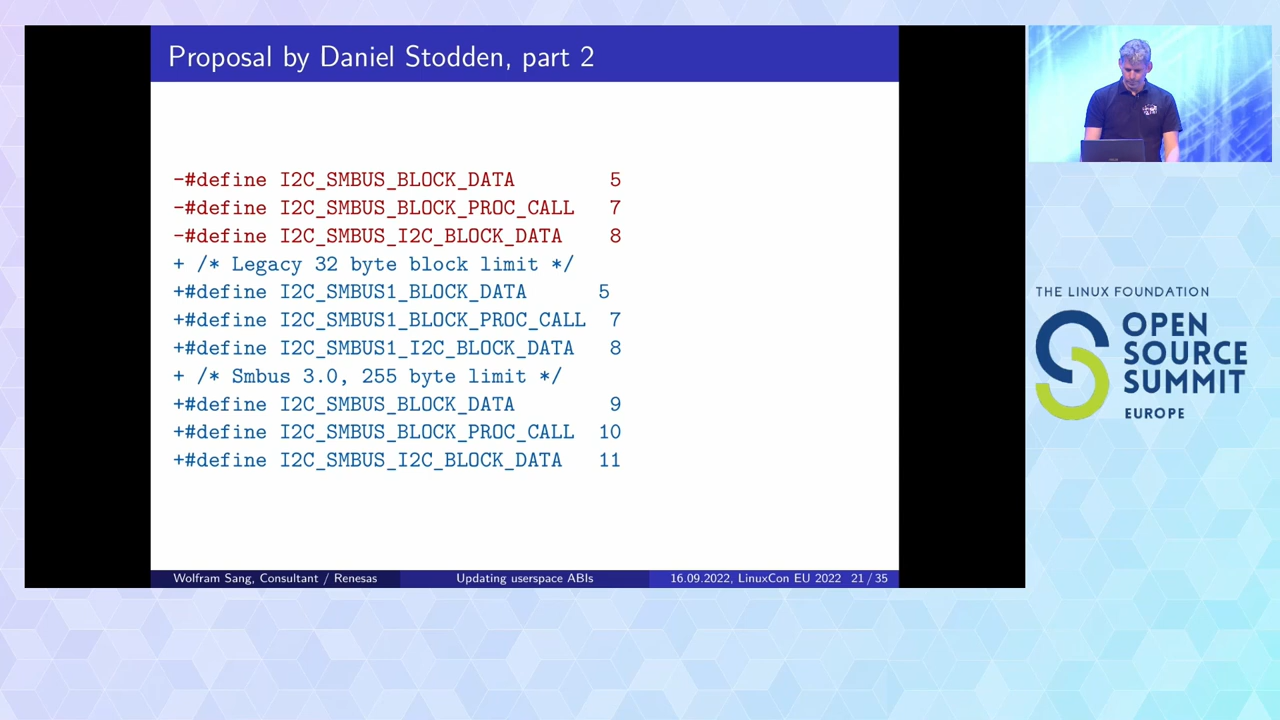 Proposal by Daniel Stodden, part 2
-#define I2C_SMBUS_BLOCK_DATA 5
-#define I2C_SMBUS_BLOCK_PROC_CALL 7
-#define I2C_SMBUS_I2C_BLOCK_DATA 8
+ /* Legacy 32 byte block limit */
+#define I2C_SMBUS1_BLOCK_DATA 5
+#define I2C_SMBUS1_BLOCK_PROC_CALL 7
+#define I2C_SMBUS1_I2C_BLOCK_DATA 8
+ /* Smbus 3.0, 255 byte limit */
+#define I2C_SMBUS_BLOCK_DATA 9
+#define I2C_SMBUS_BLOCK_PROC_CALL 10
+#define I2C_SMBUS_I2C_BLOCK_DATA 11
Wolfram Sang, Consultant / Renesas Updating userspace ABIs 16.09.2022, LinuxCon EU 2022 21 / 35
THE LINUX FOUNDATION
OPEN
SOURCE
SUMMIT
EUROPE